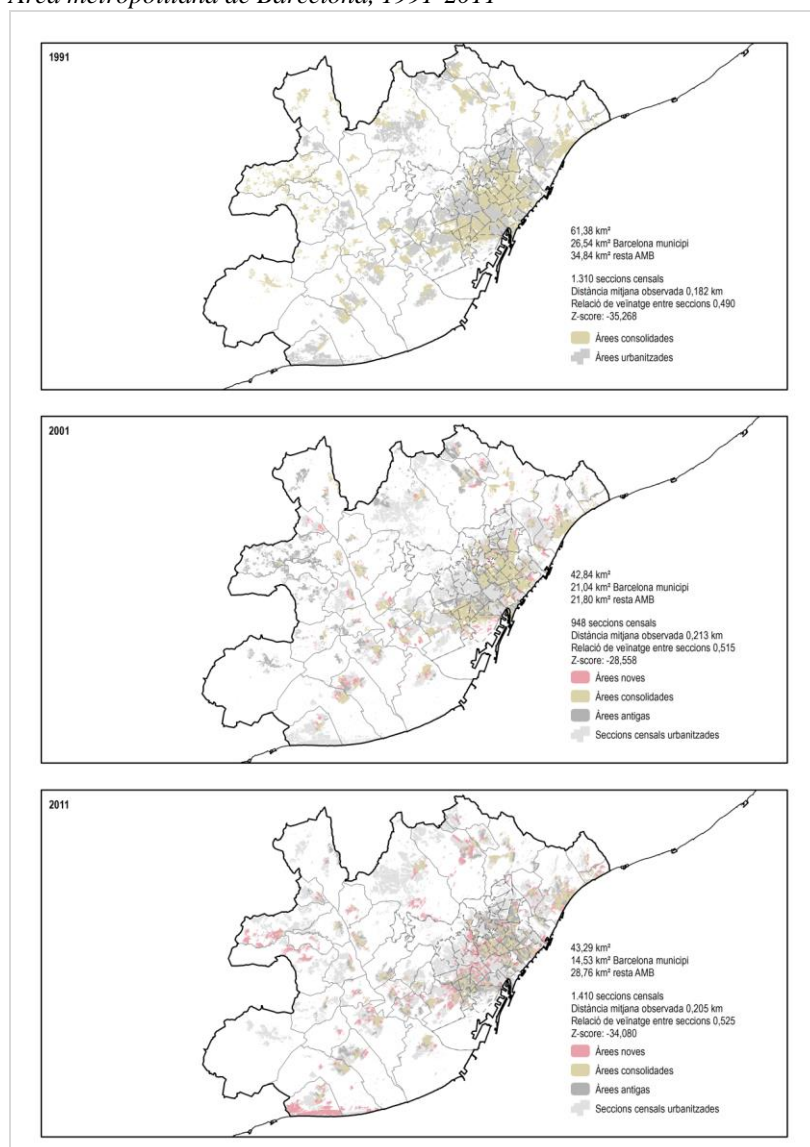 Àrea metropolitana de Barcelona, 1991-2011
1991
61,38 km²
26,54 km² Barcelona municipi
34,84 km² resta AMB
1.310 seccions censals
Distància mitjana observada 0,182 km
Relació de veïnatge entre seccions 0,490
Z-score: -35,268
Àrees consolidades
Àrees urbanitzades
2001
42,84 km²
21,04 km² Barcelona municipi
21,80 km² resta AMB
948 seccions censals
Distància mitjana observada 0,213 km
Relació de veïnatge entre seccions 0,515
Z-score: -28,558
Àrees noves
Àrees consolidades
Àrees antigas
Seccions censals urbanitzades
2011
43,29 km²
14,53 km² Barcelona municipi
28,76 km² resta AMB
1.410 seccions censals
Distància mitjana observada 0,205 km
Relació de veïnatge entre seccions 0,525
Z-score: -34,080
Àrees noves
Àrees consolidades
Àrees antigas
Seccions censals urbanitzades